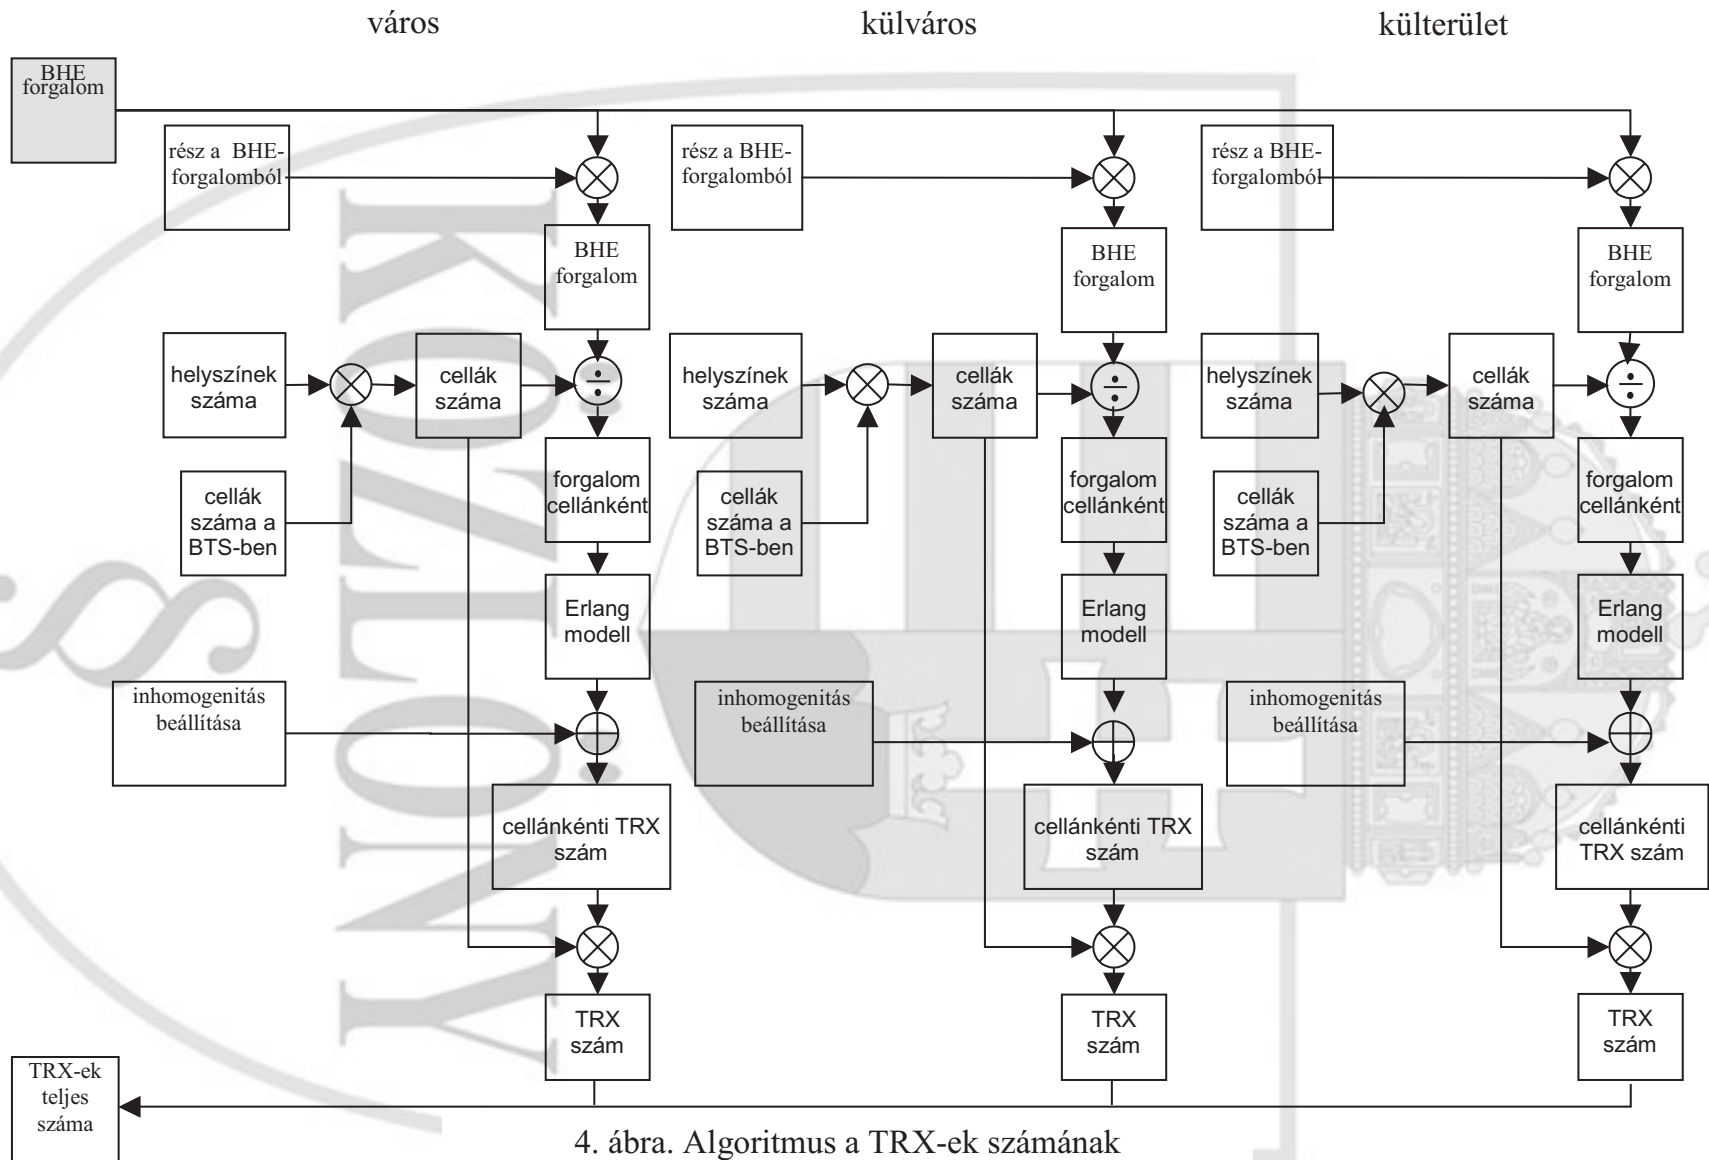 város
külváros
külterület
BHE
forgalom
rész a BHE-
forgalomból
rész a BHE-
forgalomból
rész a BHE-
forgalomból
BHE
forgalom
BHE
forgalom
BHE
forgalom
helyszínek
száma
cellák
száma
helyszínek
száma
cellák
száma
helyszínek
száma
cellák
száma
cellák
száma a
BTS-ben
forgalom
cellánként
cellák
száma a
BTS-ben
forgalom
cellánként
cellák
száma a
BTS-ben
forgalom
cellánként
Erlang
modell
Erlang
modell
Erlang
modell
inhomogenitás
beállítása
inhomogenitás
beállítása
inhomogenitás
beállítása
cellánkénti TRX
szám
cellánkénti TRX
szám
cellánkénti
TRX szám
TRX
szám
TRX
szám
TRX
szám
TRX-ek
teljes
száma
4. ábra. Algoritmus a TRX-ek számának
KÖZLÖNY
§